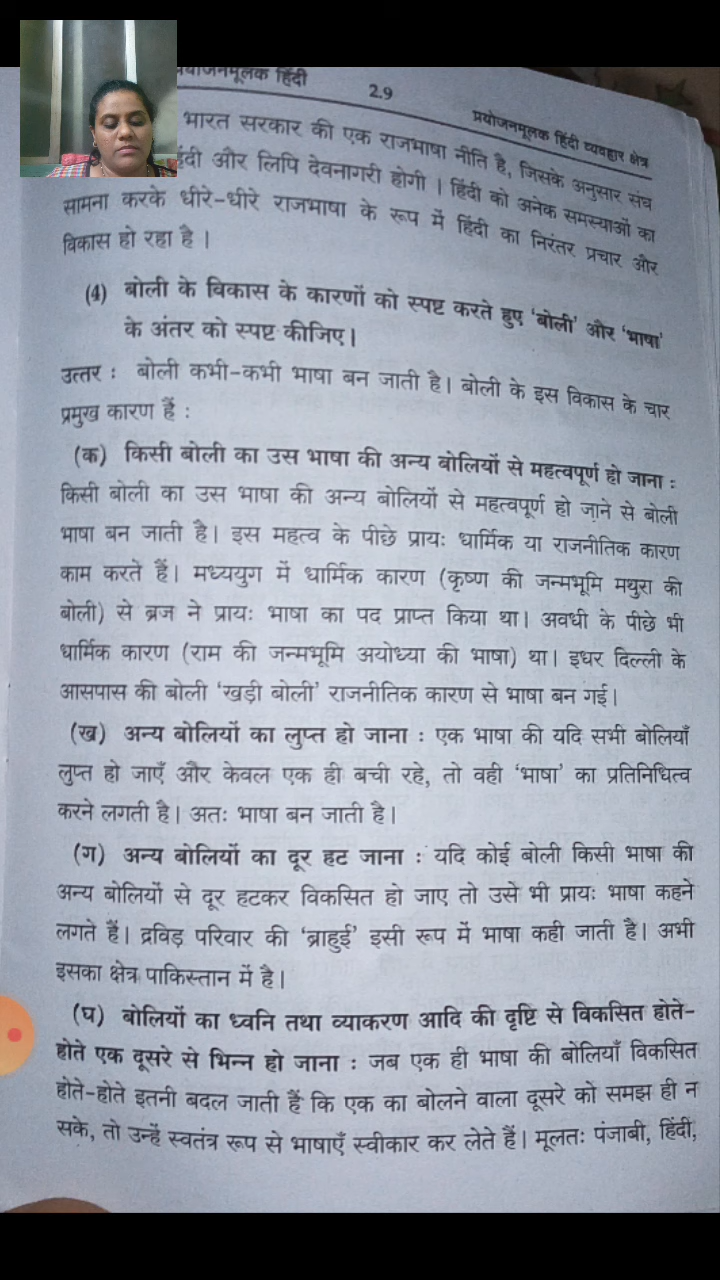 प्रयोजनमूलक हिंदी 2.9 प्रयोजनमूलक हिंदी व्यवहार क्षेत्र
भारत सरकार की एक राजभाषा नीति है, जिसके अनुसार संघ
हिंदी और लिपि देवनागरी होगी । हिंदी को अनेक समस्याओं का
सामना करके धीरे-धीरे राजभाषा के रूप में हिंदी का निरंतर प्रचार और
विकास हो रहा है ।
(4) बोली के विकास के कारणों को स्पष्ट करते हुए 'बोली' और 'भाषा'
के अंतर को स्पष्ट कीजिए।
उत्तर : बोली कभी-कभी भाषा बन जाती है। बोली के इस विकास के चार
प्रमुख कारण हैं :
(क) किसी बोली का उस भाषा की अन्य बोलियों से महत्वपूर्ण हो जाना :
किसी बोली का उस भाषा की अन्य बोलियों से महत्वपूर्ण हो जाने से बोली
भाषा बन जाती है। इस महत्व के पीछे प्रायः धार्मिक या राजनीतिक कारण
काम करते हैं। मध्ययुग में धार्मिक कारण (कृष्ण की जन्मभूमि मथुरा की
बोली) से ब्रज ने प्रायः भाषा का पद प्राप्त किया था। अवधी के पीछे भी
धार्मिक कारण (राम की जन्मभूमि अयोध्या की भाषा) था। इधर दिल्ली के
आसपास की बोली 'खड़ी बोली' राजनीतिक कारण से भाषा बन गई।
(ख) अन्य बोलियों का लुप्त हो जाना : एक भाषा की यदि सभी बोलियाँ
लुप्त हो जाएँ और केवल एक ही बची रहे, तो वही 'भाषा' का प्रतिनिधित्व
करने लगती है। अतः भाषा बन जाती है।
(ग) अन्य बोलियों का दूर हट जाना : यदि कोई बोली किसी भाषा की
अन्य बोलियों से दूर हटकर विकसित हो जाए तो उसे भी प्रायः भाषा कहने
लगते हैं। द्रविड़ परिवार की 'ब्राहुई' इसी रूप में भाषा कही जाती है। अभी
इसका क्षेत्र पाकिस्तान में है।
(घ) बोलियों का ध्वनि तथा व्याकरण आदि की दृष्टि से विकसित होते-
होते एक दूसरे से भिन्न हो जाना : जब एक ही भाषा की बोलियाँ विकसित
होते-होते इतनी बदल जाती हैं कि एक का बोलने वाला दूसरे को समझ ही न
सके, तो उन्हें स्वतंत्र रूप से भाषाएँ स्वीकार कर लेते हैं। मूलतः पंजाबी, हिंदी,